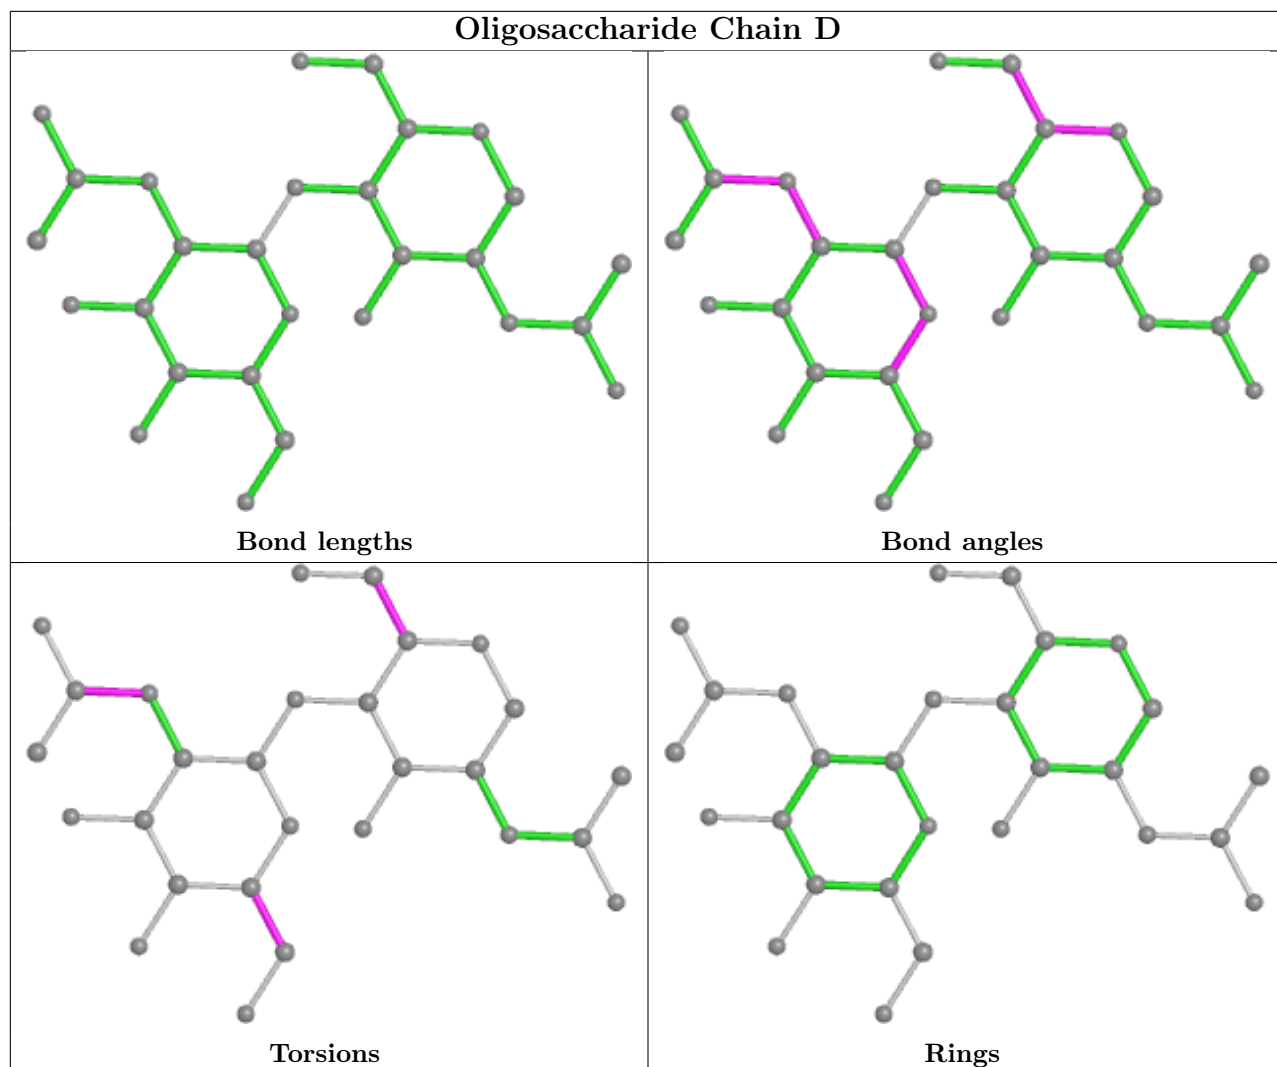 Oligosaccharide Chain D
Bond lengths
Bond angles
Torsions
Rings